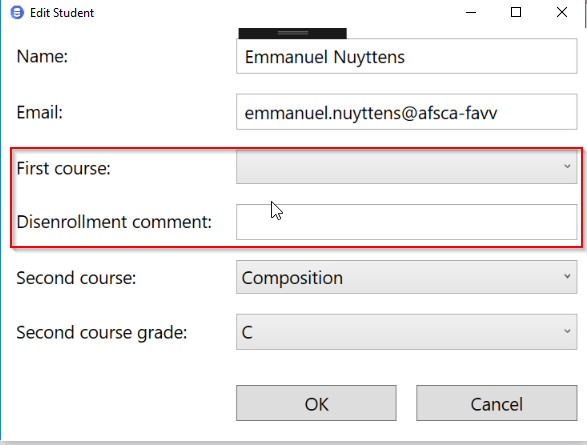 Edit Student
Name: Emmanuel Nuyttens
Email: emmanuel.nuyttens@afsca-favv
First course:
Disenrollment comment:
Second course: Composition
Second course grade: C
OK Cancel